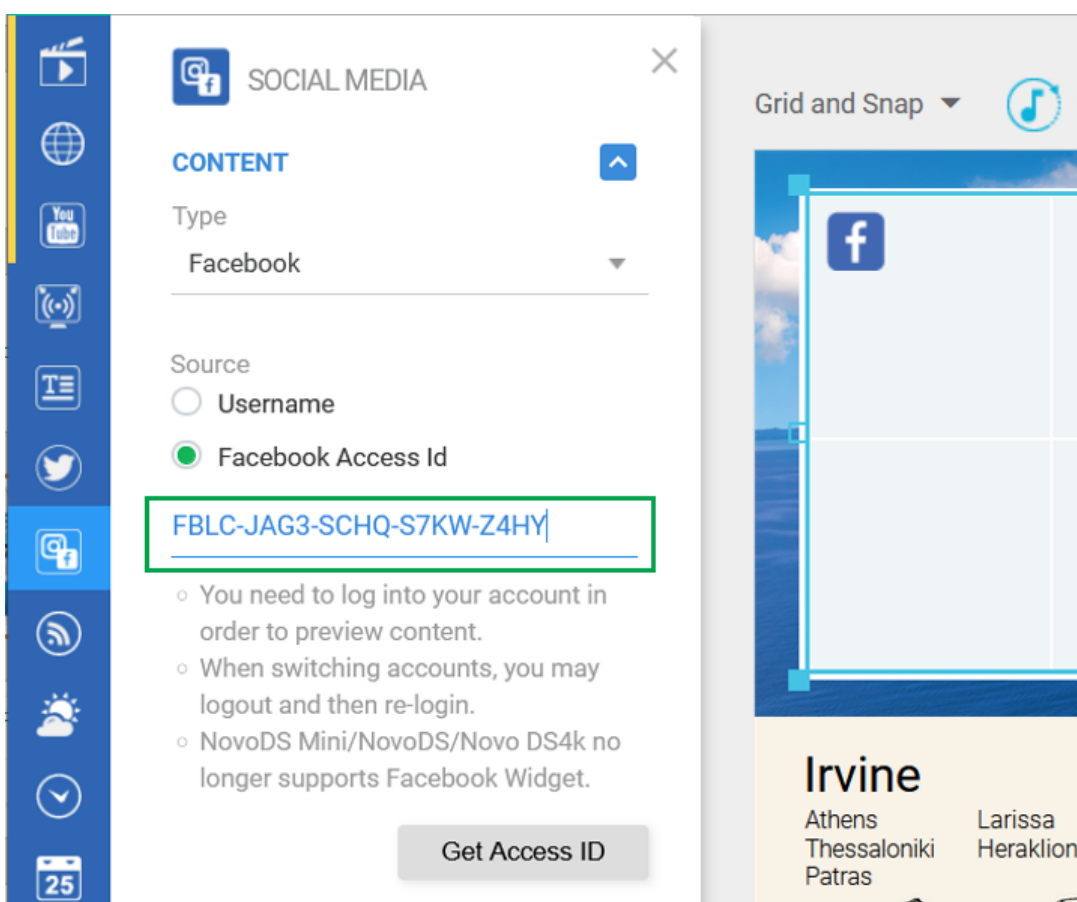 SOCIAL MEDIA
CONTENT
Type
Facebook
Source
Username
Facebook Access Id
FBLC-JAG3-SCHQ-S7KW-Z4HY
You need to log into your account in
order to preview content.
When switching accounts, you may
logout and then re-login.
NovoDS Mini/NovoDS/Novo DS4k no
longer supports Facebook Widget.
Get Access ID
You
Tube
T
25
Grid and Snap
f
Irvine
Athens
Larissa
Thessaloniki
Heraklion
Patras